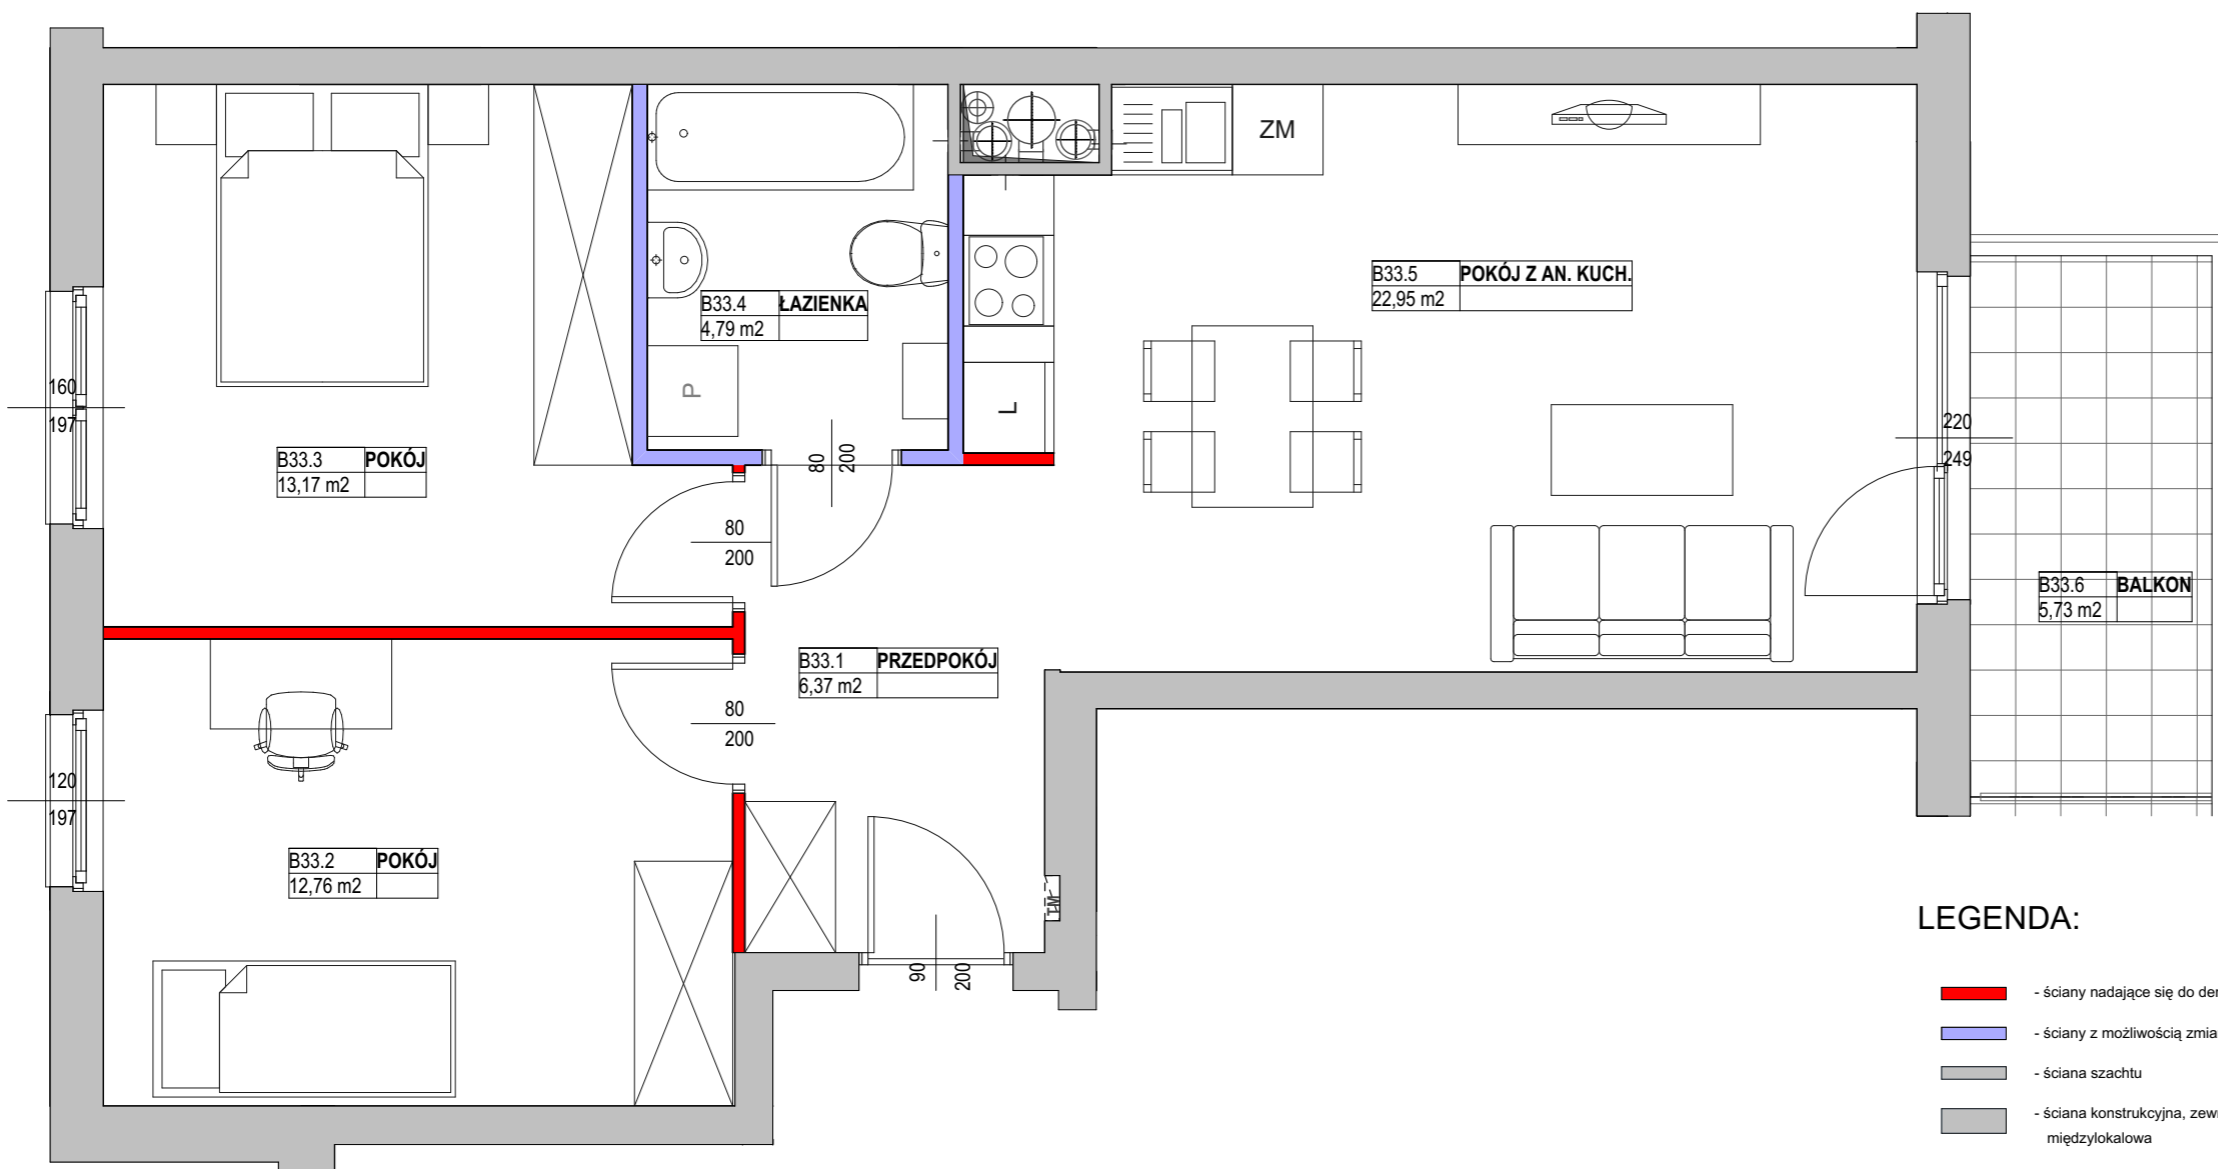 ZM
B33.5 POKÓJ Z AN. KUCH.
22,95 m2
B33.4 ŁAZIENKA
4,79 m2
P
L
160
197
B33.3 POKÓJ
13,17 m2
80
200
80
200
220
249
B33.6 BALKON
5,73 m2
B33.1 PRZEDPOKÓJ
6,37 m2
80
200
120
197
B33.2 POKÓJ
12,76 m2
TM
90
200
LEGENDA:
- ściany nadające się do
- ściany z możliwością
- ściana szachtu
- ściana konstrukcyjna,
międzylokalowa